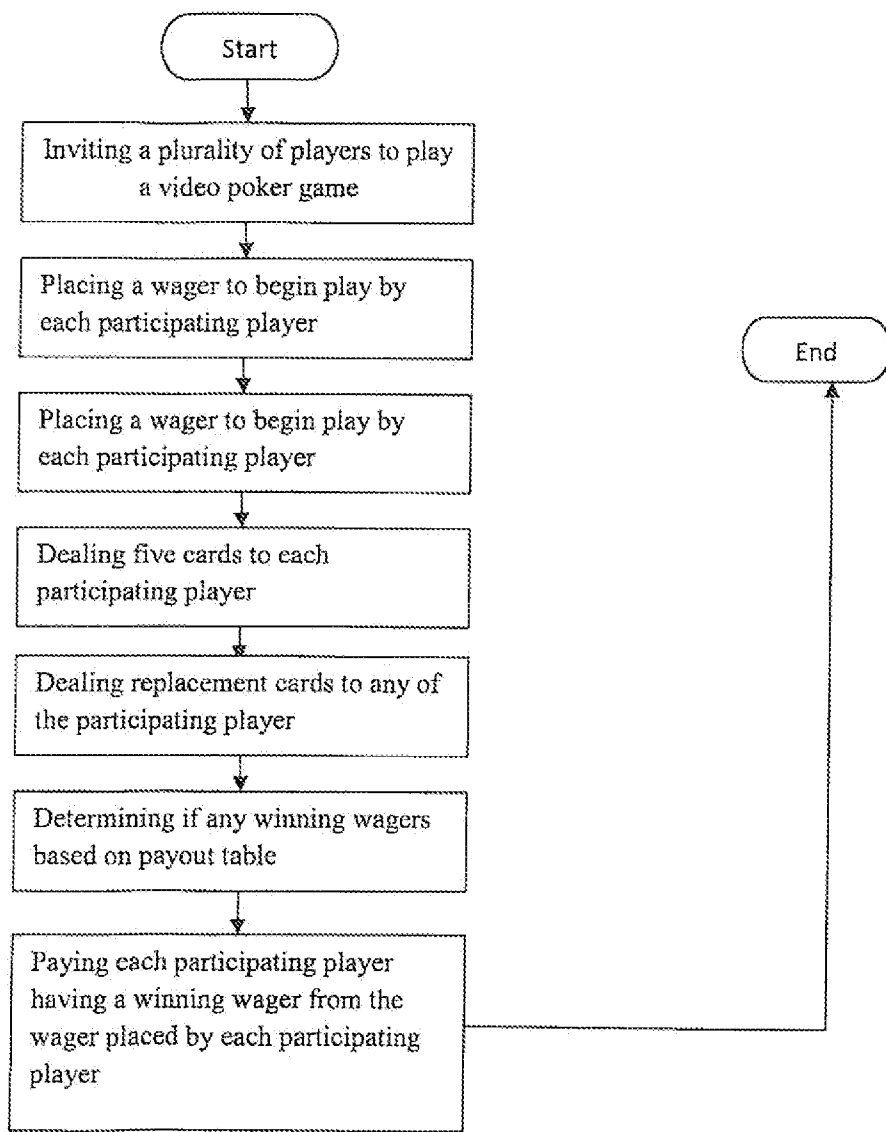 Start
Inviting a plurality of players to play
a video poker game
Placing a wager to begin play by
each participating player
End
Placing a wager to begin play by
each participating player
Dealing five cards to each
participating player
Dealing replacement cards to any of
the participating player
Determining if any winning wagers
based on payout table
Paying each participating player
having a winning wager from the
wager placed by each participating
player